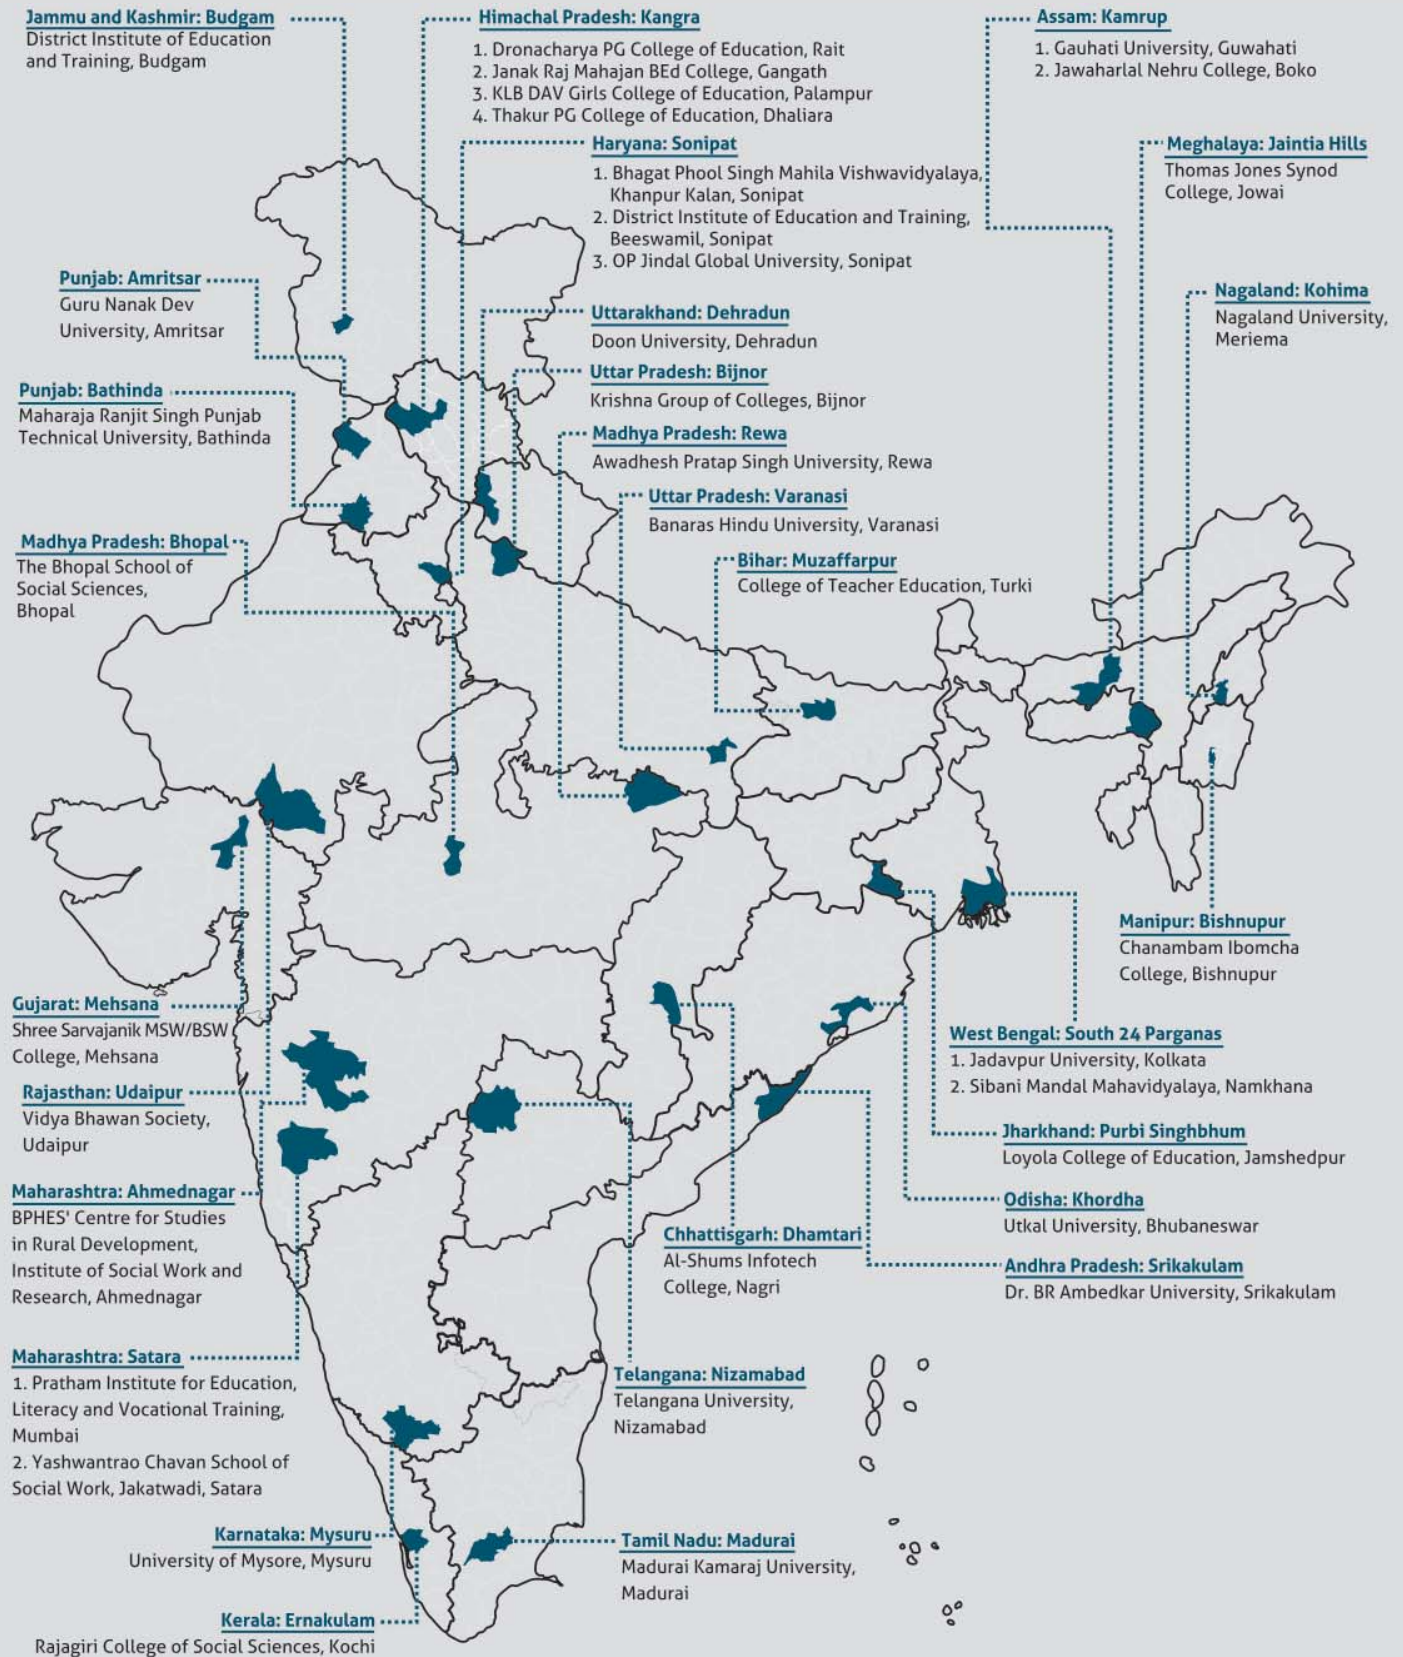 Jammu and Kashmir: Budgam
District Institute of Education
and Training, Budgam
Himachal Pradesh: Kangra
1. Dronacharya PG College of Education, Rait
2. Janak Raj Mahajan BEd College, Gangath
3. KLB DAV Girls College of Education, Palampur
4. Thakur PG College of Education, Dhaliara
Assam: Kamrup
1. Gauhati University, Guwahati
2. Jawaharlal Nehru College, Boko
Haryana: Sonipat
1. Bhagat Phool Singh Mahila Vishwavidyalaya,
Khanpur Kalan, Sonipat
2. District Institute of Education and Training,
Beeswamil, Sonipat
3. OP Jindal Global University, Sonipat
Meghalaya: Jaintia Hills
Thomas Jones Synod
College, Jowai
Punjab: Amritsar
Guru Nanak Dev
University, Amritsar
Uttarakhand: Dehradun
Doon University, Dehradun
Nagaland: Kohima
Nagaland University,
Meriema
Uttar Pradesh: Bijnor
Krishna Group of Colleges, Bijnor
Punjab: Bathinda
Maharaja Ranjit Singh Punjab
Technical University, Bathinda
Madhya Pradesh: Rewa
Awadhesh Pratap Singh University, Rewa
Uttar Pradesh: Varanasi
Banaras Hindu University, Varanasi
Madhya Pradesh: Bhopal
The Bhopal School of
Social Sciences,
Bhopal
Bihar: Muzaffarpur
College of Teacher Education, Turki
Manipur: Bishnupur
Chanambam Ibomcha
College, Bishnupur
Gujarat: Mehsana
Shree Sarvajanik MSW/BSW
College, Mehsana
West Bengal: South 24 Parganas
1. Jadavpur University, Kolkata
2. Sibani Mandal Mahavidyalaya, Namkhana
Rajasthan: Udaipur
Vidya Bhawan Society,
Udaipur
Jharkhand: Purbi Singhbhum
Loyola College of Education, Jamshedpur
Maharashtra: Ahmednagar
BPHES' Centre for Studies
in Rural Development,
Institute of Social Work and
Research, Ahmednagar
Odisha: Khordha
Utkal University, Bhubaneswar
Chhattisgarh: Dhamtari
Al-Shums Infotech
College, Nagri
Andhra Pradesh: Srikakulam
Dr. BR Ambedkar University, Srikakulam
Maharashtra: Satara
1. Pratham Institute for Education,
Literacy and Vocational Training,
Mumbai
2. Yashwantrao Chavan School of
Social Work, Jakatwadi, Satara
Telangana: Nizamabad
Telangana University,
Nizamabad
Karnataka: Mysuru
University of Mysore, Mysuru
Tamil Nadu: Madurai
Madurai Kamaraj University,
Madurai
Kerala: Ernakulam
Rajagiri College of Social Sciences, Kochi